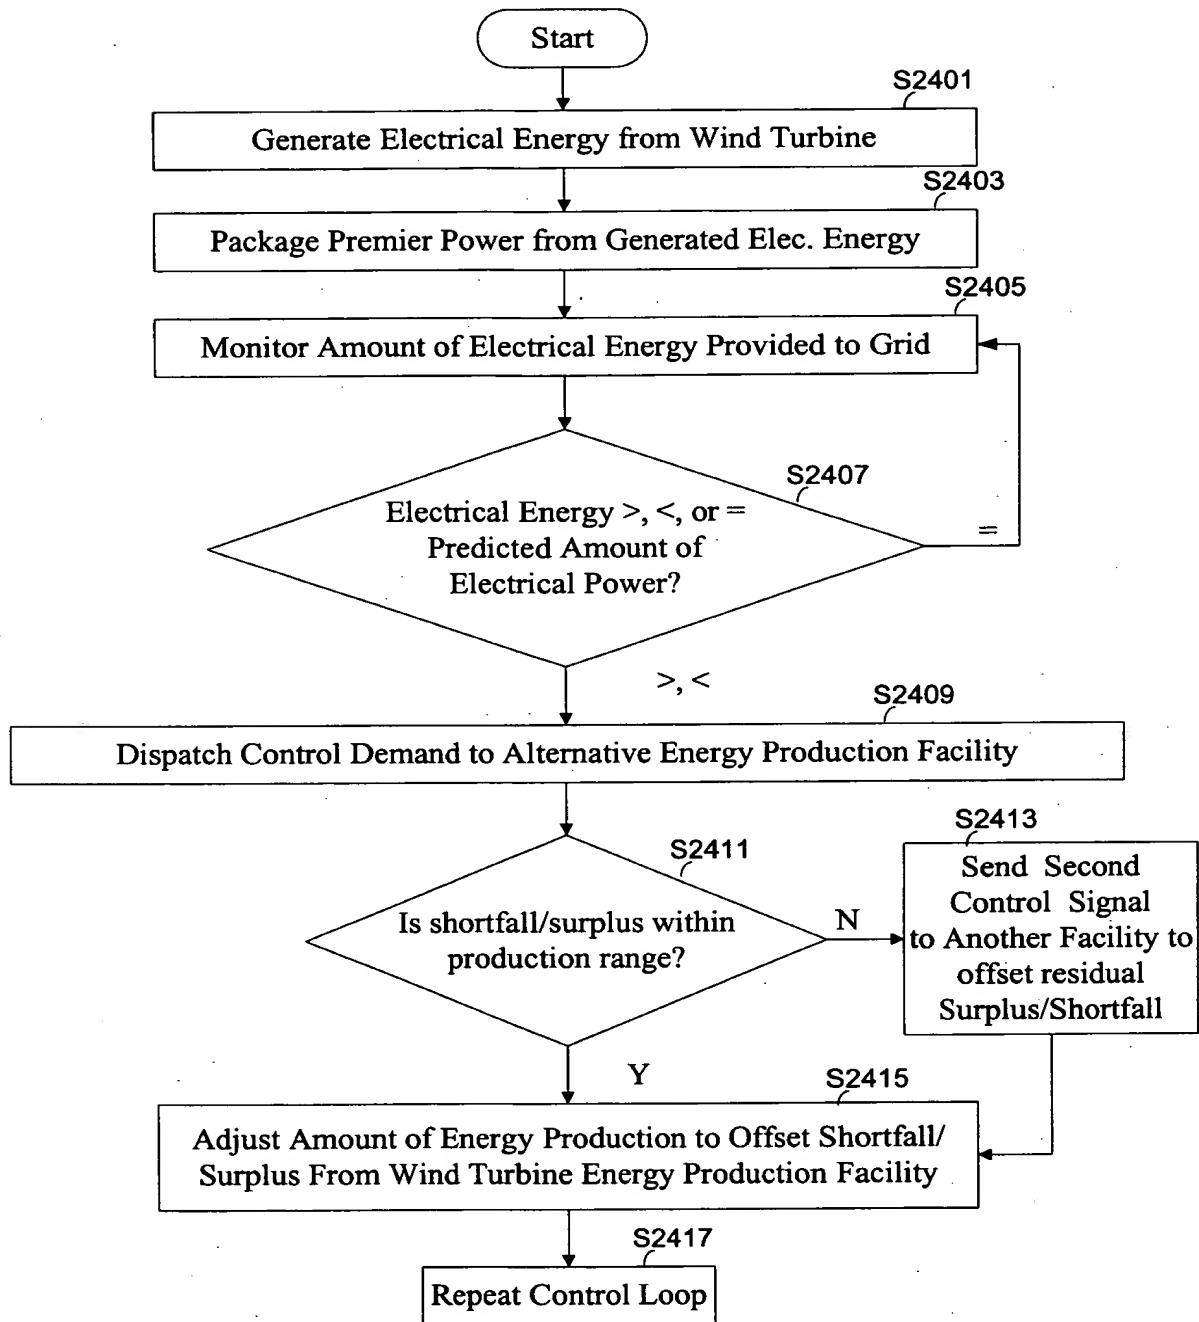 Start
S2401
Generate Electrical Energy from Wind Turbine
S2403
Package Premier Power from Generated Elec. Energy
S2405
Monitor Amount of Electrical Energy Provided to Grid
S2407
Electrical Energy >, <, or =
Predicted Amount of
Electrical Power?
=
>, <
S2409
Dispatch Control Demand to Alternative Energy Production Facility
S2411
Is shortfall/surplus within
production range?
N
S2413
Send Second
Control Signal
to Another Facility to
offset residual
Surplus/Shortfall
Y
S2415
Adjust Amount of Energy Production to Offset Shortfall/
Surplus From Wind Turbine Energy Production Facility
S2417
Repeat Control Loop